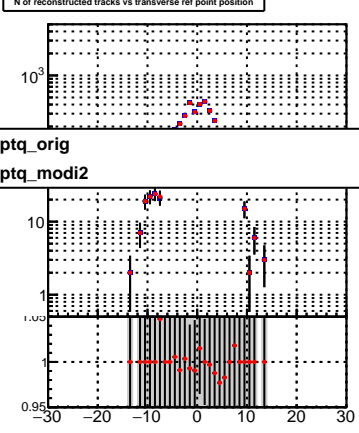 N of reconstructed tracks vs transverse ref point position
10³
ptq_orig
ptq_modi2
10
1
1.05
1
0.95
−30 −20 −10 0 10 20 30